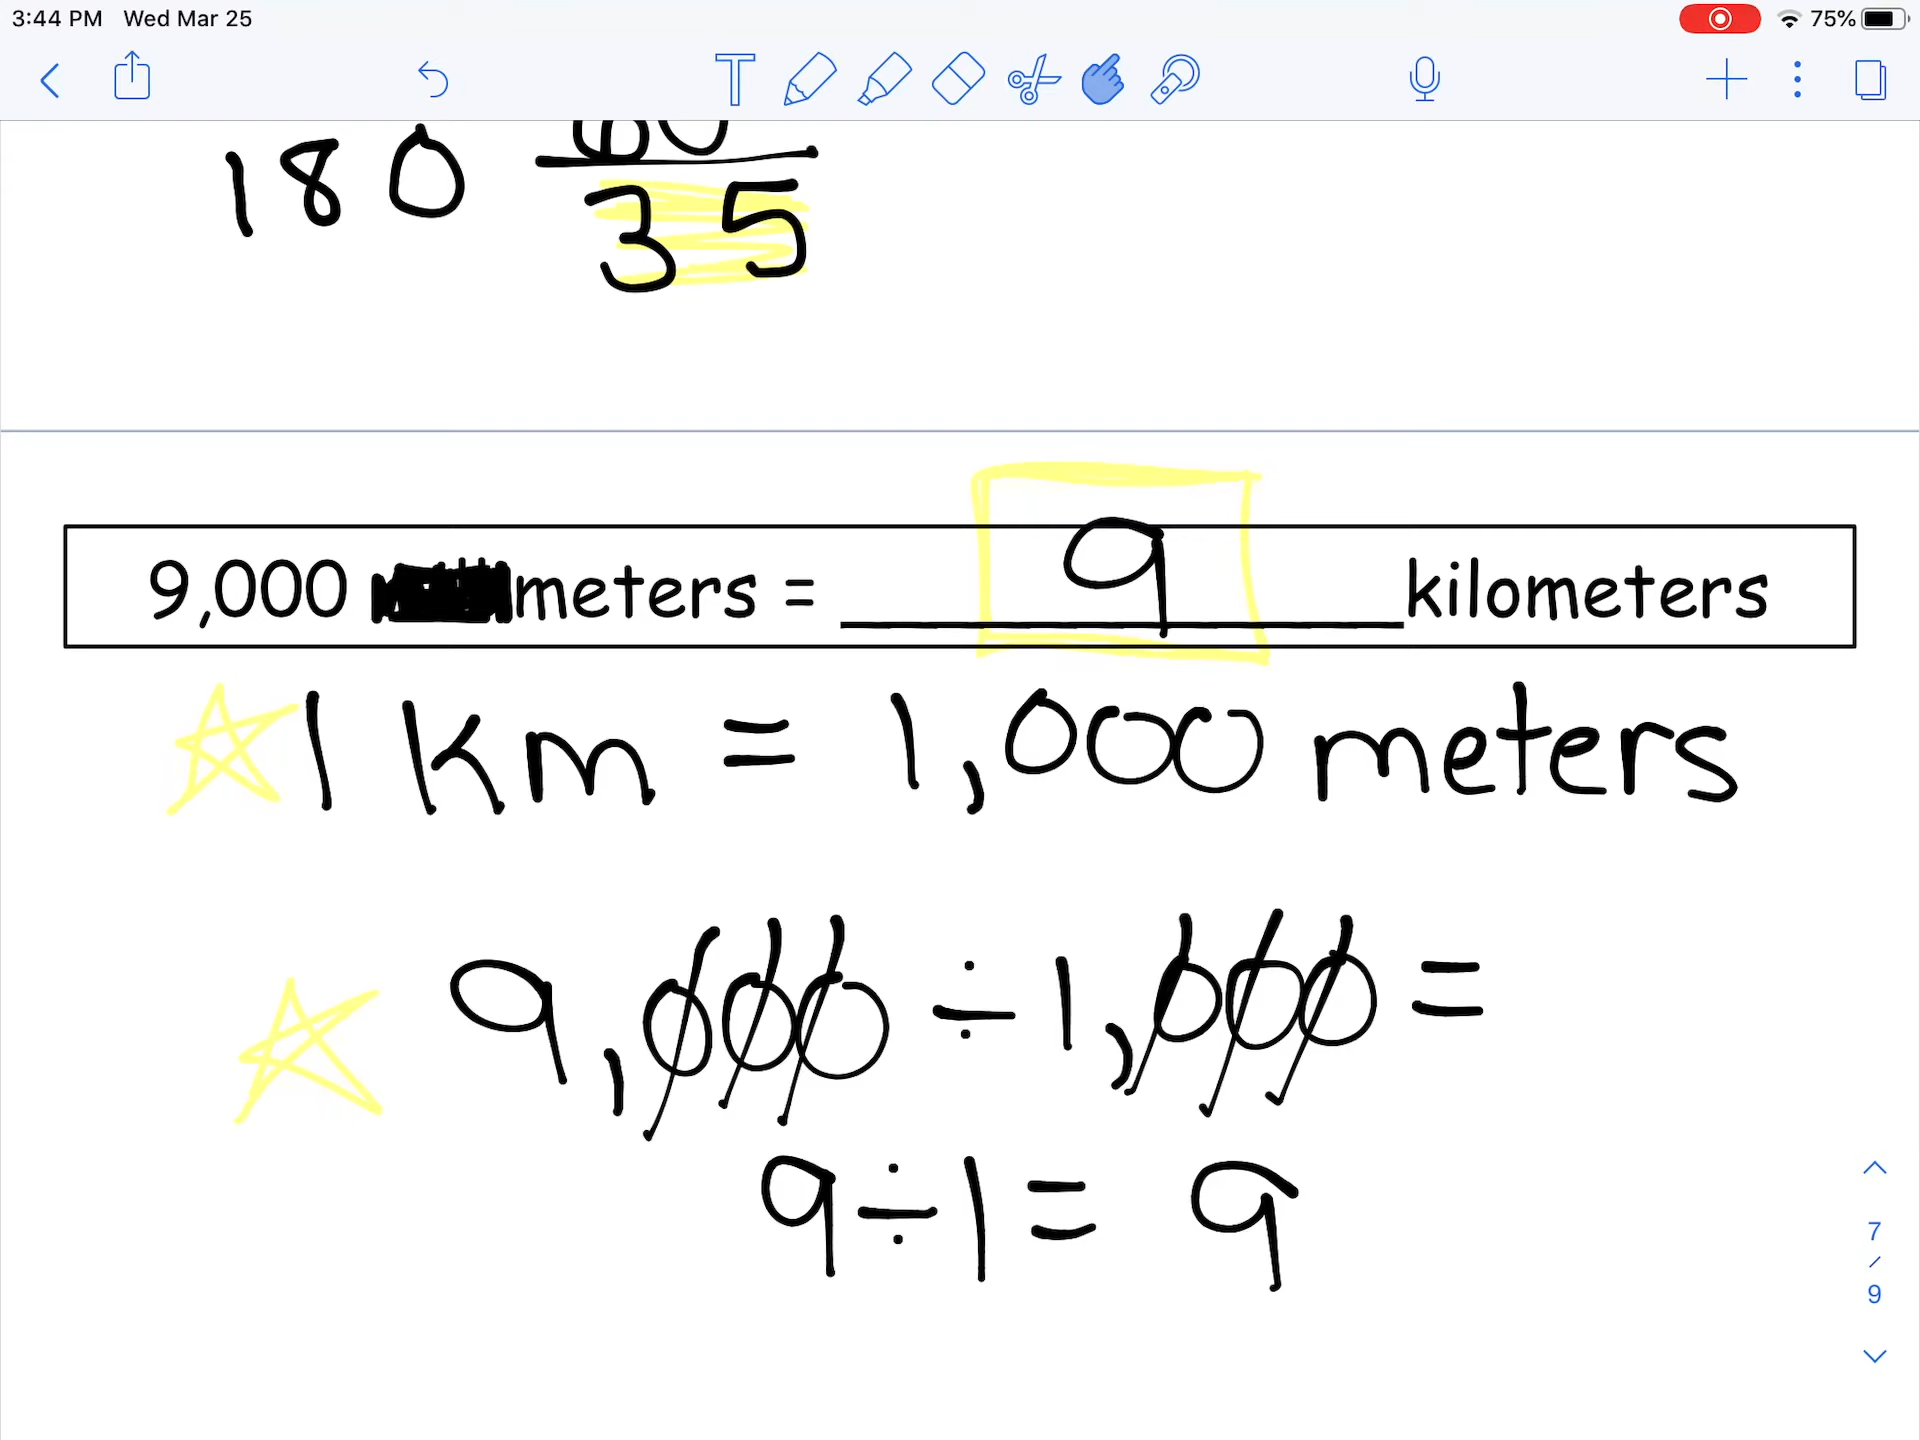 3:44 PM Wed Mar 25
75%
T
180
60
35
9,000 meters = 9 kilometers
1 km = 1,000 meters
9,000 ÷ 1,000 =
9 ÷ 1 = 9
7
/
9